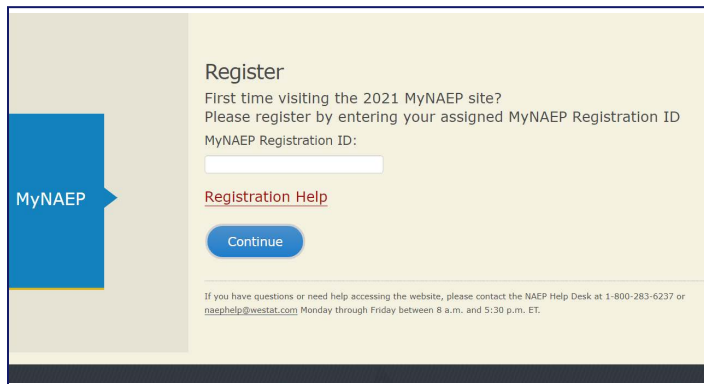 Register
First time visiting the 2021 MyNAEP site?
Please register by entering your assigned MyNAEP Registration ID
MyNAEP Registration ID:
MyNAEP
Registration Help
Continue
If you have questions or need help accessing the website, please contact the NAEP Help Desk at 1-800-283-6237 or
naephelp@westat.com Monday through Friday between 8 a.m. and 5:30 p.m. ET.